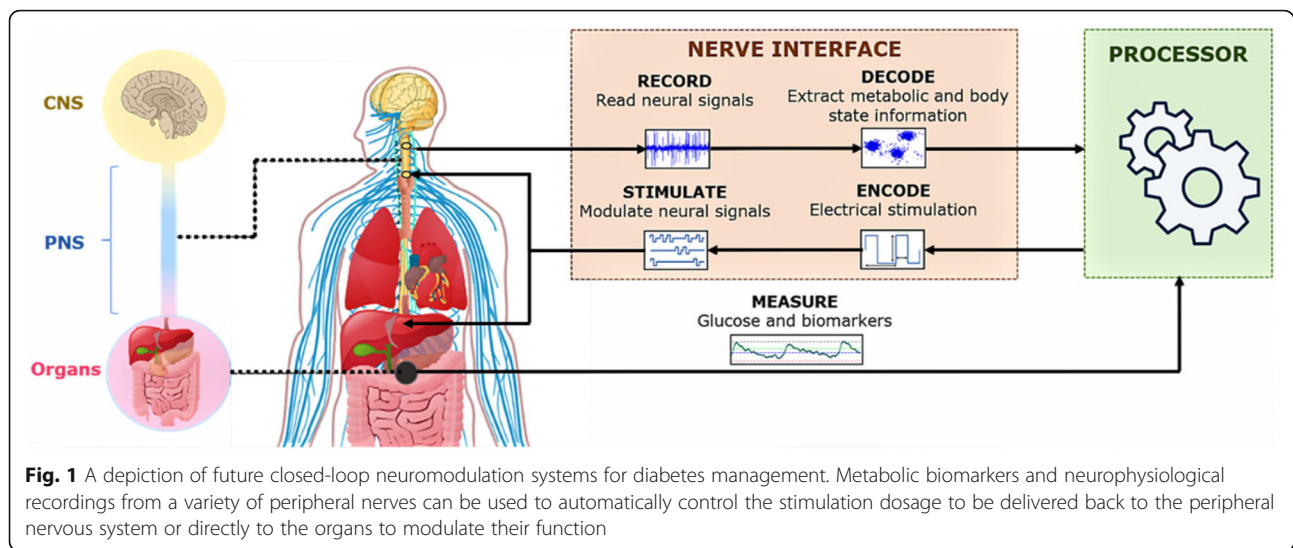 CNS
PNS
Organs
NERVE INTERFACE
RECORD
Read neural signals
DECODE
Extract metabolic and body
state information
STIMULATE
Modulate neural signals
ENCODE
Electrical stimulation
PROCESSOR
MEASURE
Glucose and biomarkers
Fig. 1 A depiction of future closed-loop neuromodulation systems for diabetes management. Metabolic biomarkers and neurophysiological
recordings from a variety of peripheral nerves can be used to automatically control the stimulation dosage to be delivered back to the peripheral
nervous system or directly to the organs to modulate their function